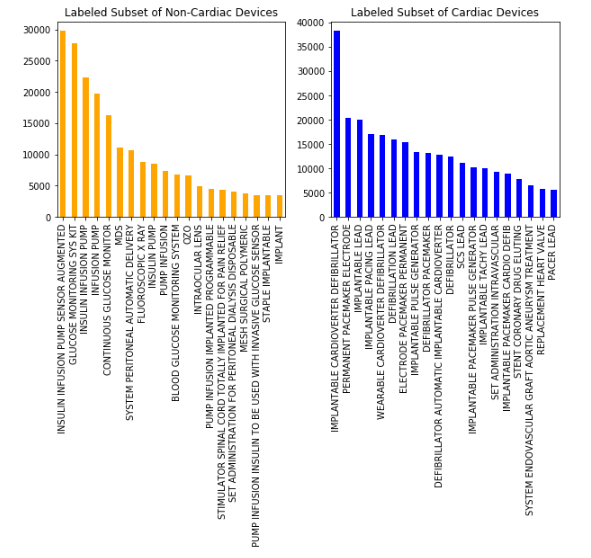 Labeled Subset of Non-Cardiac Devices
30000
25000
20000
15000
10000
5000
0
INSULIN INFUSION PUMP SENSOR AUGMENTED
GLUCOSE MONITORING SYS KIT
INSULIN INFUSION PUMP
INFUSION PUMP
CONTINUOUS GLUCOSE MONITOR
MDS
SYSTEM PERITONEAL AUTOMATIC DELIVERY
FLUOROSCOPIC X RAY
INSULIN PUMP
PUMP INFUSION
BLOOD GLUCOSE MONITORING SYSTEM
OZO
INTRAOCULAR LENS
PUMP INFUSION IMPLANTED PROGRAMMABLE
STIMULATOR SPINAL CORD TOTALLY IMPLANTED FOR PAIN RELIEF
SET ADMINISTRATION FOR PERITONEAL DIALYSIS DISPOSABLE
MESH SURGICAL POLYMERIC
PUMP INFUSION INSULIN TO BE USED WITH INVASIVE GLUCOSE SENSOR
STAPLE IMPLANTABLE
IMPLANT
Labeled Subset of Cardiac Devices
40000
35000
30000
25000
20000
15000
10000
5000
0
IMPLANTABLE CARDIOVERTER DEFIBRILLATOR
PERMANENT PACEMAKER ELECTRODE
IMPLANTABLE LEAD
IMPLANTABLE PACING LEAD
WEARABLE CARDIOVERTER DEFIBRILLATOR
DEFIBRILLATION LEAD
ELECTRODE PACEMAKER PERMANENT
IMPLANTABLE PULSE GENERATOR
DEFIBRILLATOR PACEMAKER
DEFIBRILLATOR AUTOMATIC IMPLANTABLE CARDIOVERTER
DEFIBRILLATOR
SCS LEAD
IMPLANTABLE PACEMAKER PULSE GENERATOR
IMPLANTABLE TACHY LEAD
SET ADMINISTRATION INTRAVASCULAR
IMPLANTABLE PACEMAKER CARDIO DEFIB
STENT CORONARY DRUG ELUTING
SYSTEM ENDOVASCULAR GRAFT AORTIC ANEURYSM TREATMENT
REPLACEMENT HEART VALVE
PACER LEAD